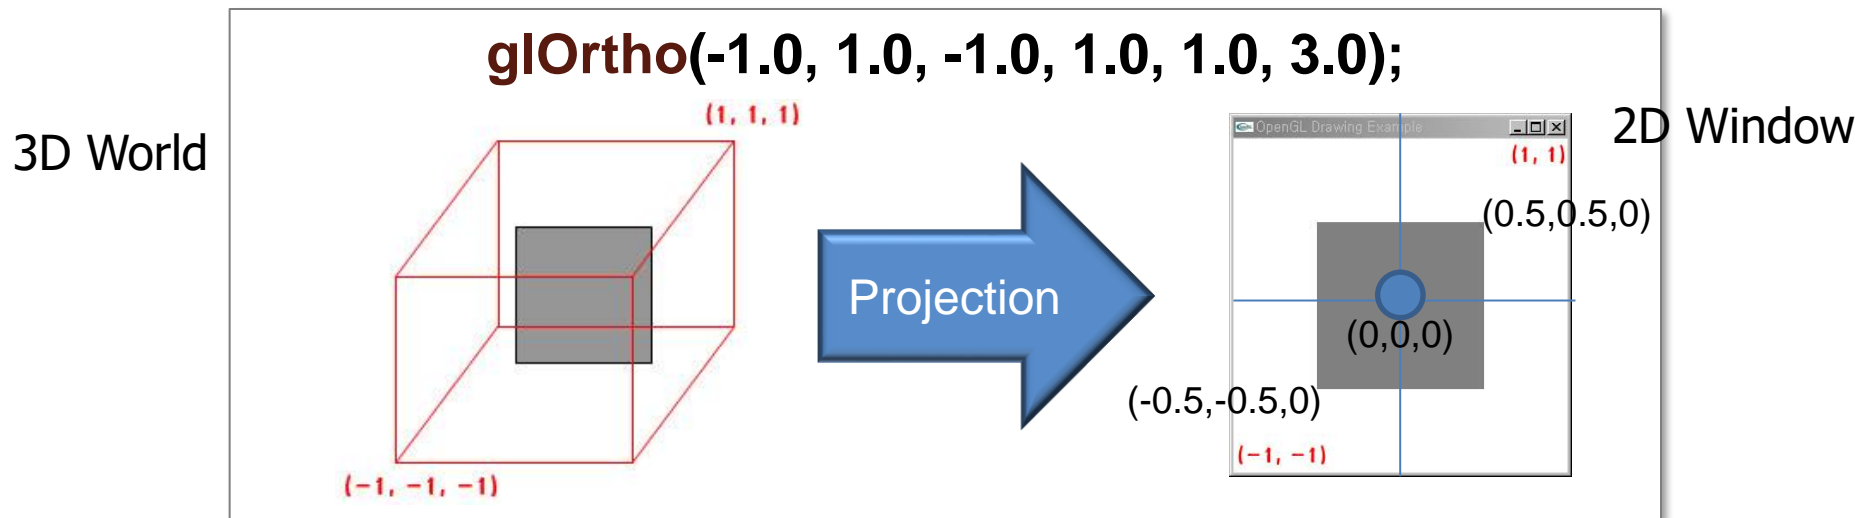 glOrtho(-1.0, 1.0, -1.0, 1.0, 1.0, 3.0);
3D World
(1, 1, 1)
(-1, -1, -1)
Projection
2D Window
OpenGL Drawing Example
(1, 1)
(0.5,0.5,0)
(0,0,0)
(-0.5,-0.5,0)
(-1, -1)